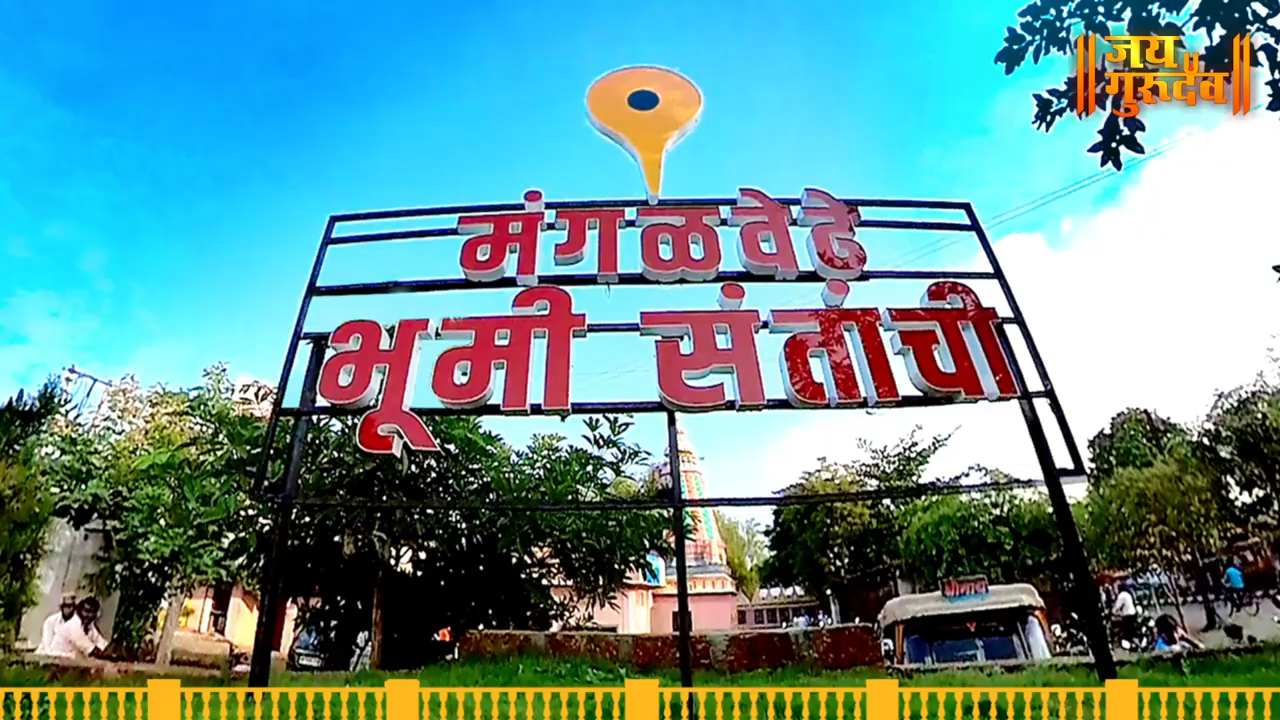 || जय गुरुदेव ||
मंगळवेढे
भूमी संतांची
श्रीनाथ